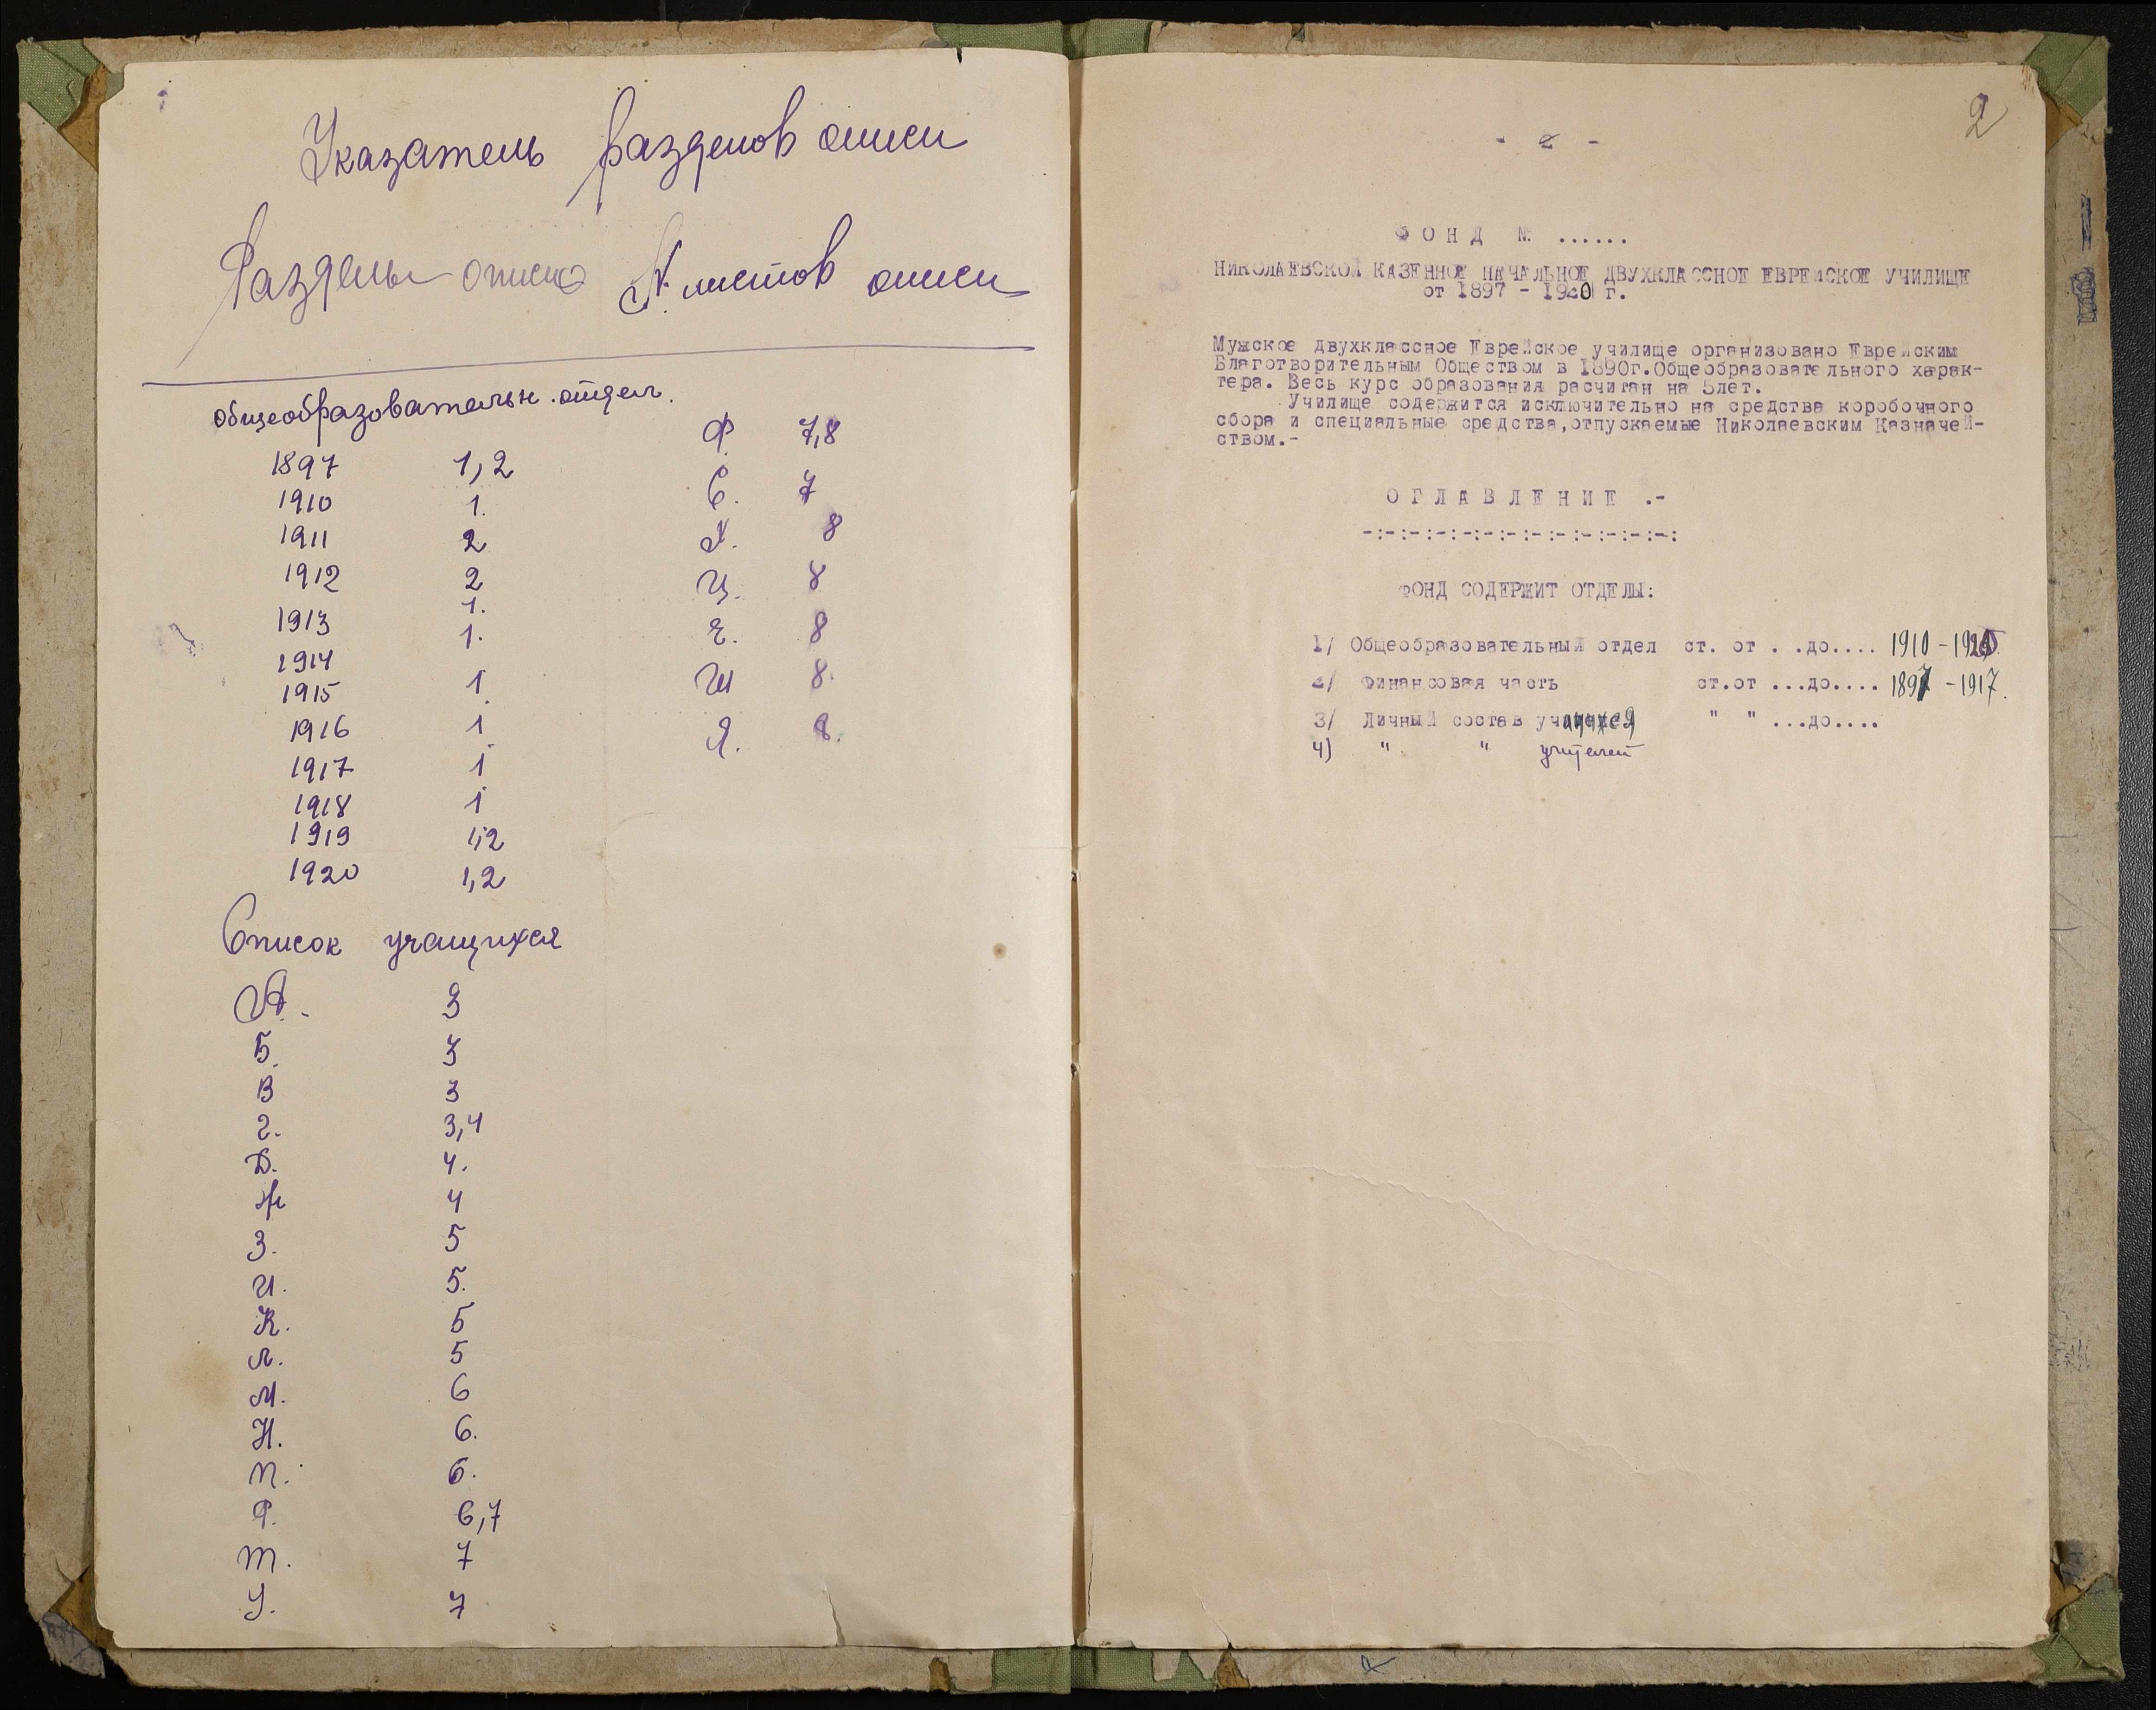 Указатель разделов описи
Разделы описи № листов описи
Общеобразовательн. отдел.
1897 1,2
1910 1.
1911 2
1912 2
1.
1913 1.
1914
1915 1
1916 1
1917 1
1918 1
1919 1,2
1920 1,2
Список учащихся
А. 3
Б. 3
В 3
Г. 3,4
Д. 4.
Ж 4
З. 5
И. 5.
К. 5
Л. 5
М. 6
Н. 6.
П. 6.
Р. 6,7
Т. 7
У. 7
Ф. 7,8
С. 7
Х. 8
Ц. 8
Ч. 8
Ш 8.
Я. 8.
2
- 2 -
ФОНД № ......
НИКОЛАЕВСКОЙ КАЗЕННОЕ НАЧАЛЬНОЕ ДВУХКЛАССНОЕ ЕВРЕЙСКОЕ УЧИЛИЩЕ
от 1897 - 1920 г.
Мужское двухклассное Еврейское училище организовано Еврейским
Благотворительным Обществом в 1890г.Общеобразовательного харак-
тера. Весь курс образования расчитан на 5лет.
Училище содержится исключительно на средства коробочного
сбора и специальные средства,отпускаемые Николаевским Казначей-
ством.-
ОГЛАВЛЕНИЕ .-
-:-:-:-:-:-:-:-:-:-:-:-:
ФОНД СОДЕРЖИТ ОТДЕЛЫ:
1/ Общеобразовательный отдел ст. от . .до.... 1910 -
2/ Финансовая часть ст.от ...до.... 1897 - 1917.
3/ Личный состав учащихся " " ...до....
4) " " учителей